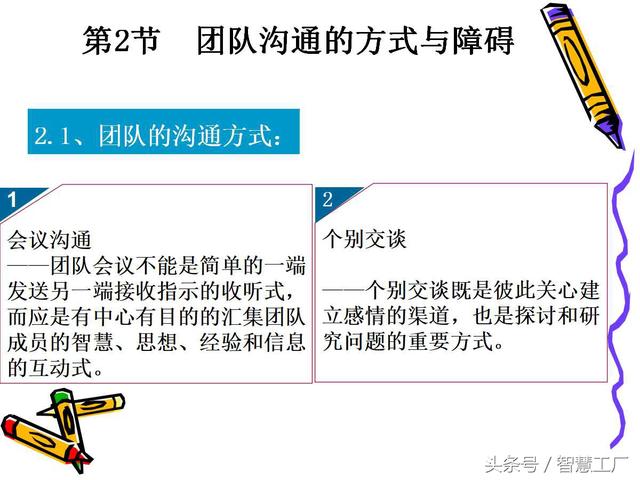 第2节 团队沟通的方式与障碍
2.1、团队的沟通方式：
1
会议沟通
——团队会议不能是简单的一端
发送另一端接收指示的收听式，
而应是有中心有目的的汇集团队
成员的智慧、思想、经验和信息
的互动式。
2
个别交谈
——个别交谈既是彼此关心建
立感情的渠道，也是探讨和研
究问题的重要方式。
头条号／智慧工厂